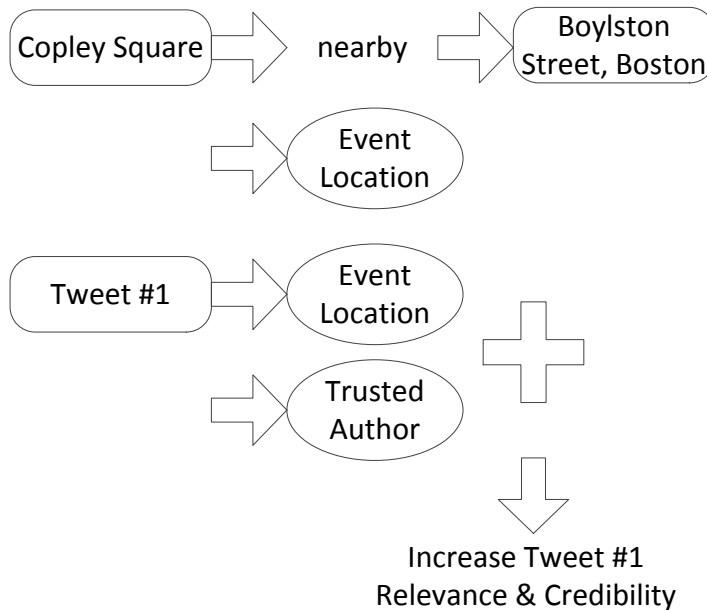 Copley Square
nearby
Boylston
Street, Boston
Event
Location
Tweet #1
Event
Location
Trusted
Author
Increase Tweet #1
Relevance & Credibility